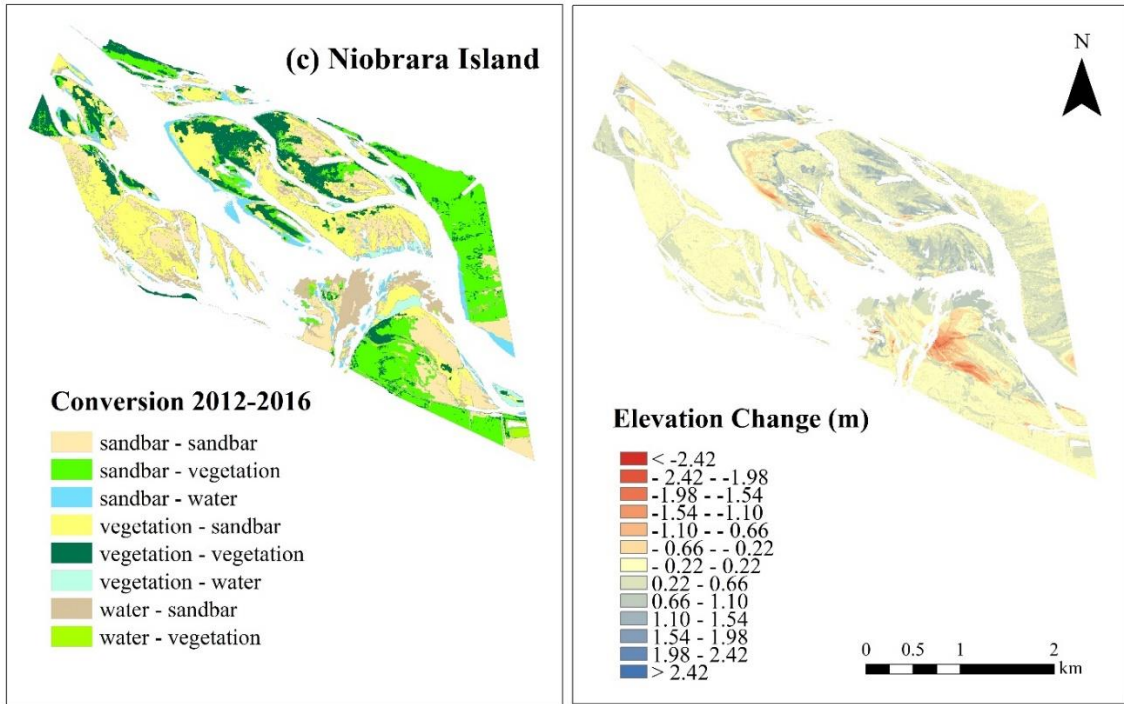 (c) Niobrara Island
Conversion 2012-2016
sandbar - sandbar
sandbar - vegetation
sandbar - water
vegetation - sandbar
vegetation - vegetation
vegetation - water
water - sandbar
water - vegetation
N
Elevation Change (m)
< -2.42
- 2.42 - -1.98
-1.98 - -1.54
-1.54 - -1.10
-1.10 - - 0.66
- 0.66 - - 0.22
- 0.22 - 0.22
0.22 - 0.66
0.66 - 1.10
1.10 - 1.54
1.54 - 1.98
1.98 - 2.42
> 2.42
0 0.5 1 2
km